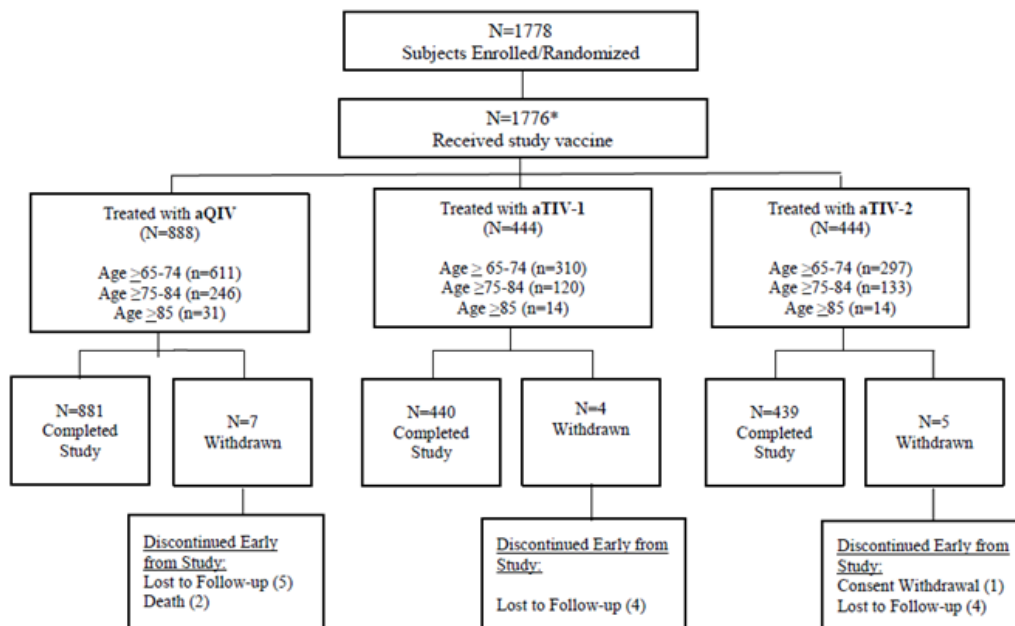 N=1778
Subjects Enrolled/Randomized
N=1776*
Received study vaccine
Treated with aQIV
(N=888)
Age ≥65-74 (n=611)
Age ≥75-84 (n=246)
Age ≥85 (n=31)
Treated with aTIV-1
(N=444)
Age ≥ 65-74 (n=310)
Age ≥75-84 (n=120)
Age ≥85 (n=14)
Treated with aTIV-2
(N=444)
Age ≥65-74 (n=297)
Age ≥75-84 (n=133)
Age ≥85 (n=14)
N=881
Completed
Study
N=7
Withdrawn
N=440
Completed
Study
N=4
Withdrawn
N=439
Completed
Study
N=5
Withdrawn
Discontinued Early
from Study:
Lost to Follow-up (5)
Death (2)
Discontinued Early from
Study:
Lost to Follow-up (4)
Discontinued Early from
Study:
Consent Withdrawal (1)
Lost to Follow-up (4)